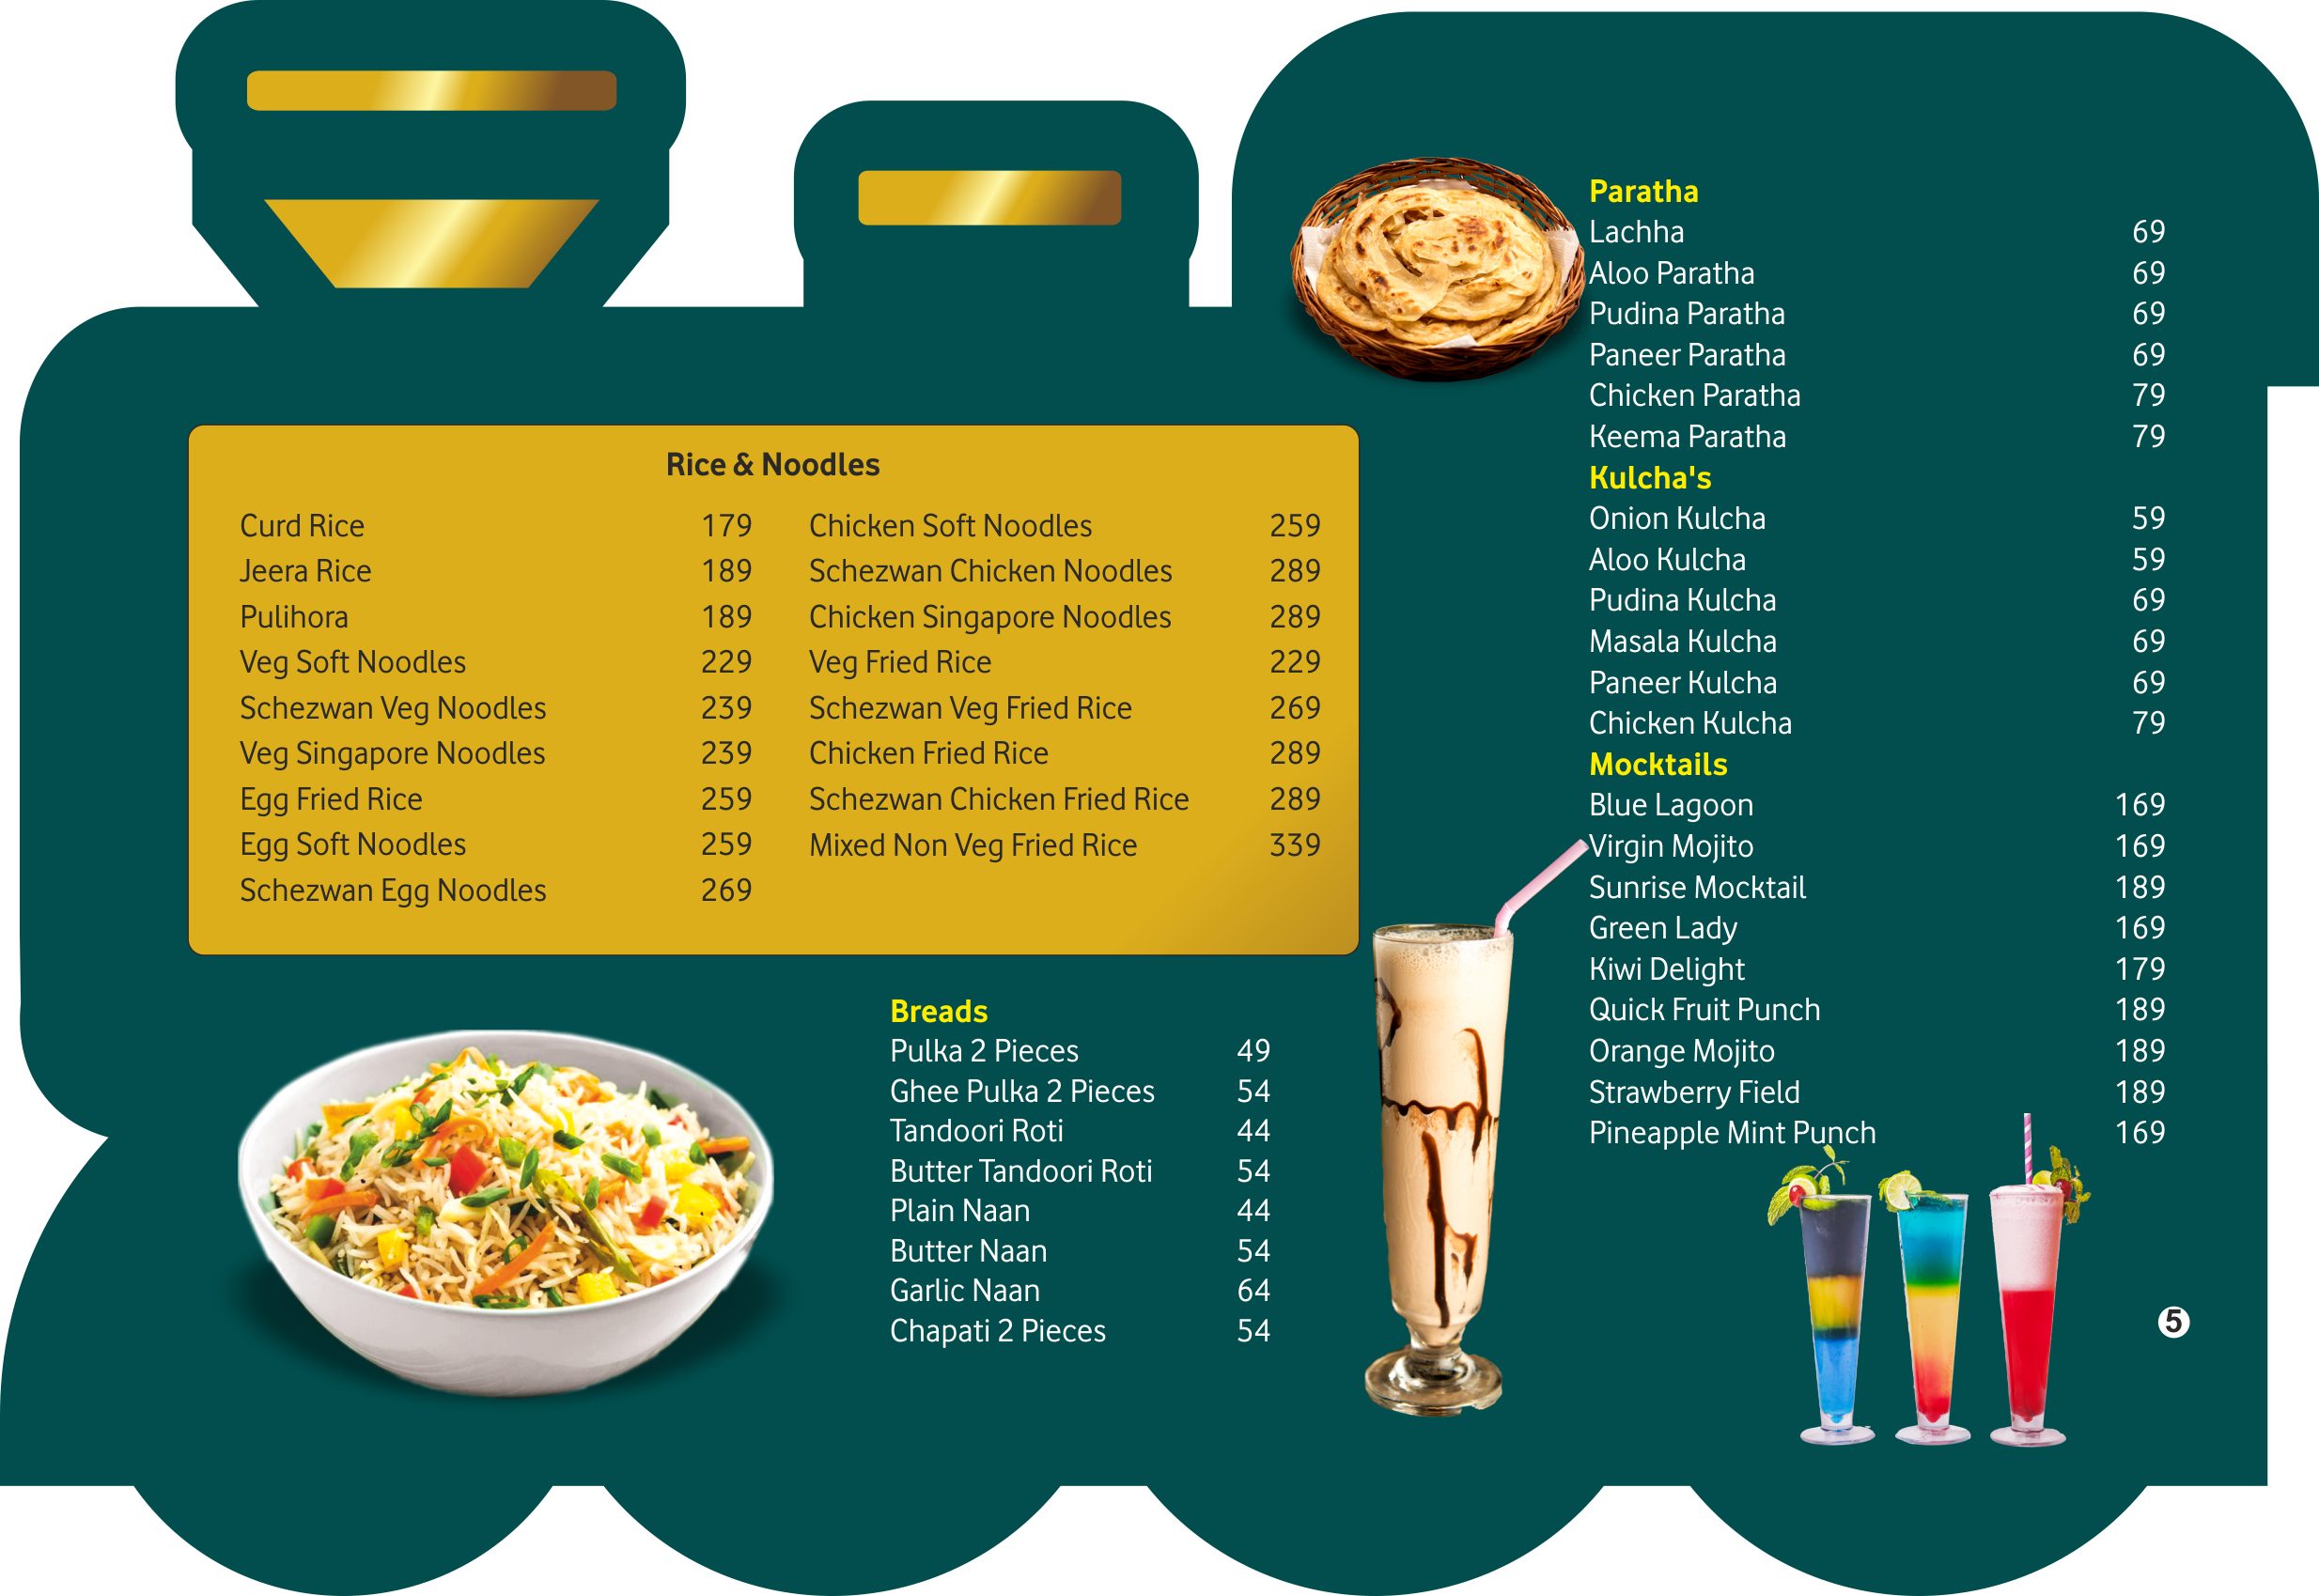 Rice & Noodles
Curd Rice 179
Jeera Rice 189
Pulihora 189
Veg Soft Noodles 229
Schezwan Veg Noodles 239
Veg Singapore Noodles 239
Egg Fried Rice 259
Egg Soft Noodles 259
Schezwan Egg Noodles 269
Chicken Soft Noodles 259
Schezwan Chicken Noodles 289
Chicken Singapore Noodles 289
Veg Fried Rice 229
Schezwan Veg Fried Rice 269
Chicken Fried Rice 289
Schezwan Chicken Fried Rice 289
Mixed Non Veg Fried Rice 339
Breads
Pulka 2 Pieces 49
Ghee Pulka 2 Pieces 54
Tandoori Roti 44
Butter Tandoori Roti 54
Plain Naan 44
Butter Naan 54
Garlic Naan 64
Chapati 2 Pieces 54
Paratha
Lachha 69
Aloo Paratha 69
Pudina Paratha 69
Paneer Paratha 69
Chicken Paratha 79
Keema Paratha 79
Kulcha's
Onion Kulcha 59
Aloo Kulcha 59
Pudina Kulcha 69
Masala Kulcha 69
Paneer Kulcha 69
Chicken Kulcha 79
Mocktails
Blue Lagoon 169
Virgin Mojito 169
Sunrise Mocktail 189
Green Lady 169
Kiwi Delight 179
Quick Fruit Punch 189
Orange Mojito 189
Strawberry Field 189
Pineapple Mint Punch 169
5